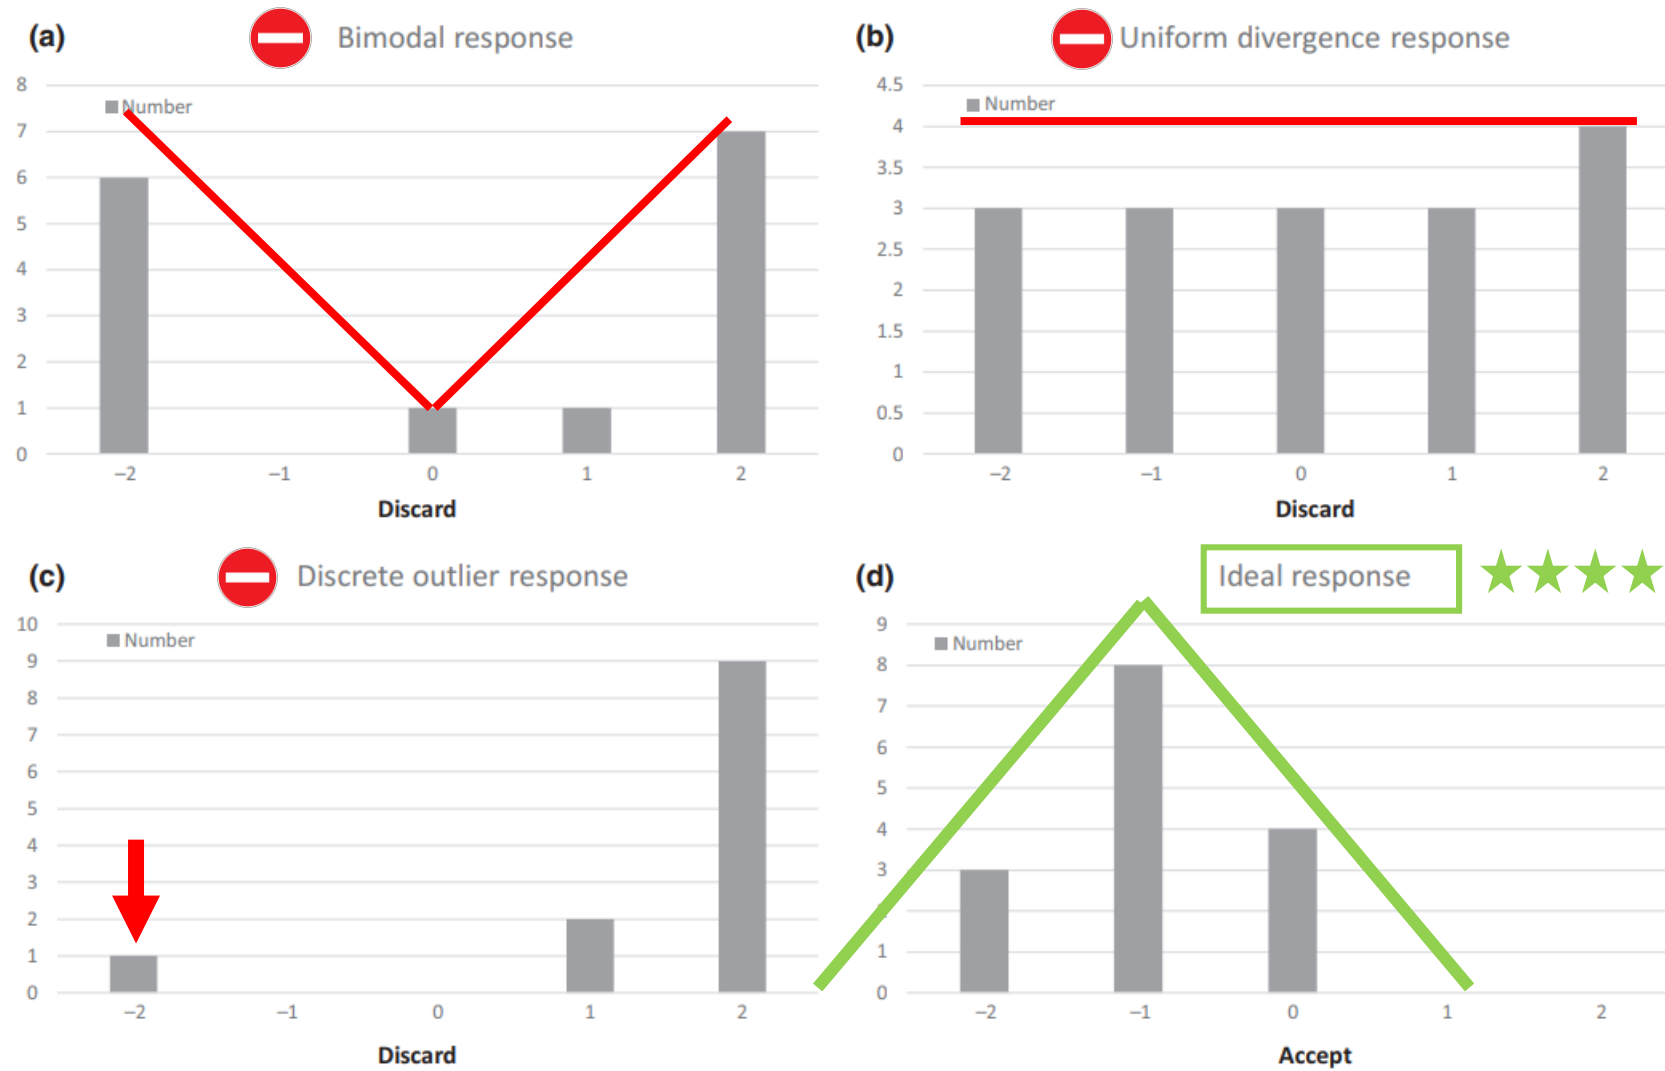 (a) Bimodal response
8
Number
7
6
5
4
3
2
1
0
–2 –1 0 1 2
Discard
(b) Uniform divergence response
4.5
Number
4
3.5
3
2.5
2
1.5
1
0.5
0
–2 –1 0 1 2
Discard
(c) Discrete outlier response
10
Number
9
8
7
6
5
4
3
2
1
0
–2 –1 0 1 2
Discard
(d) Ideal response
9
Number
8
7
6
5
4
3
1
0
–2 –1 0 1 2
Accept